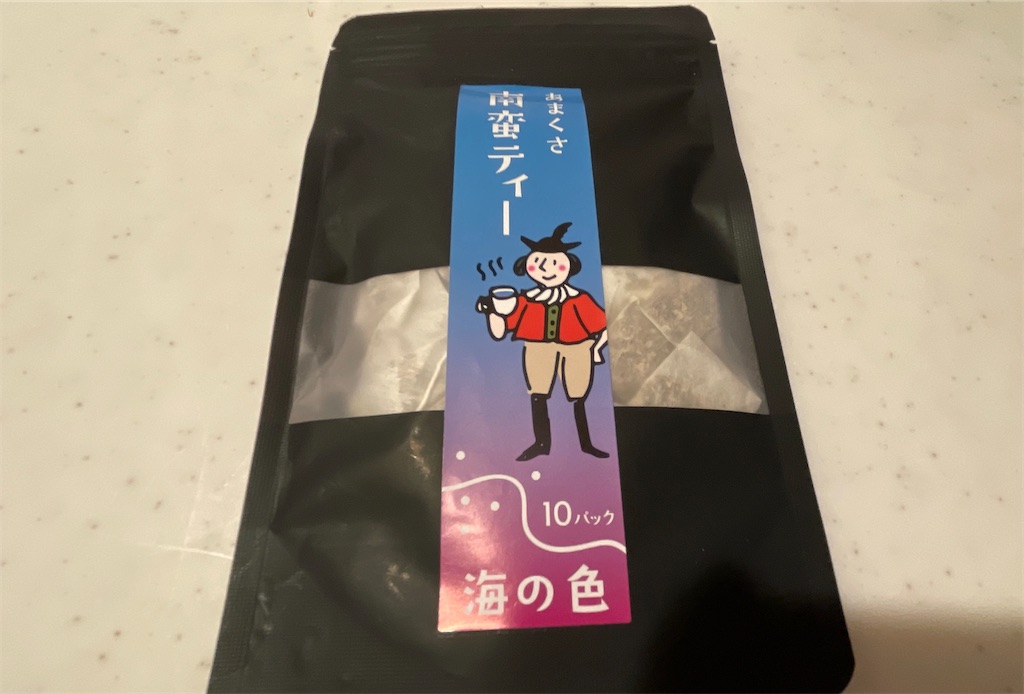 あまくさ
南蛮ティー
10パック
海の色